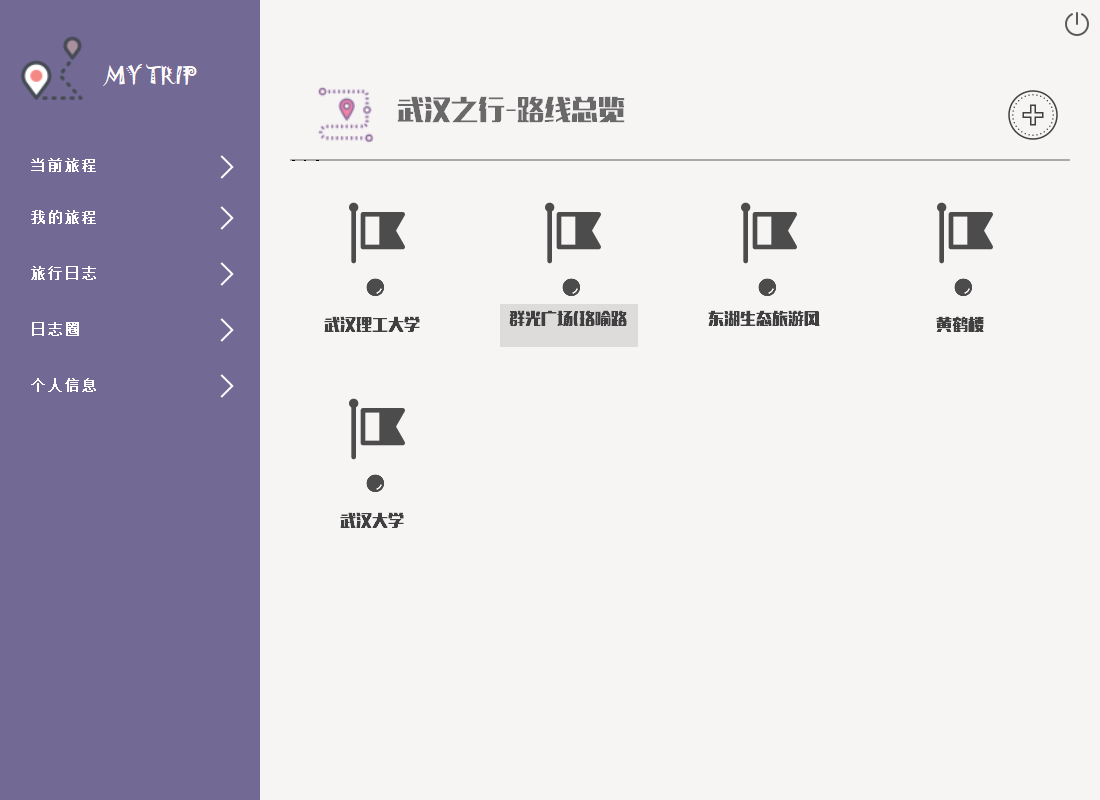 MY TRIP
当前旅程
我的旅程
旅行日志
日志圈
个人信息
武汉之行-路线总览
武汉理工大学
群光广场(珞喻路
东湖生态旅游风
黄鹤楼
武汉大学